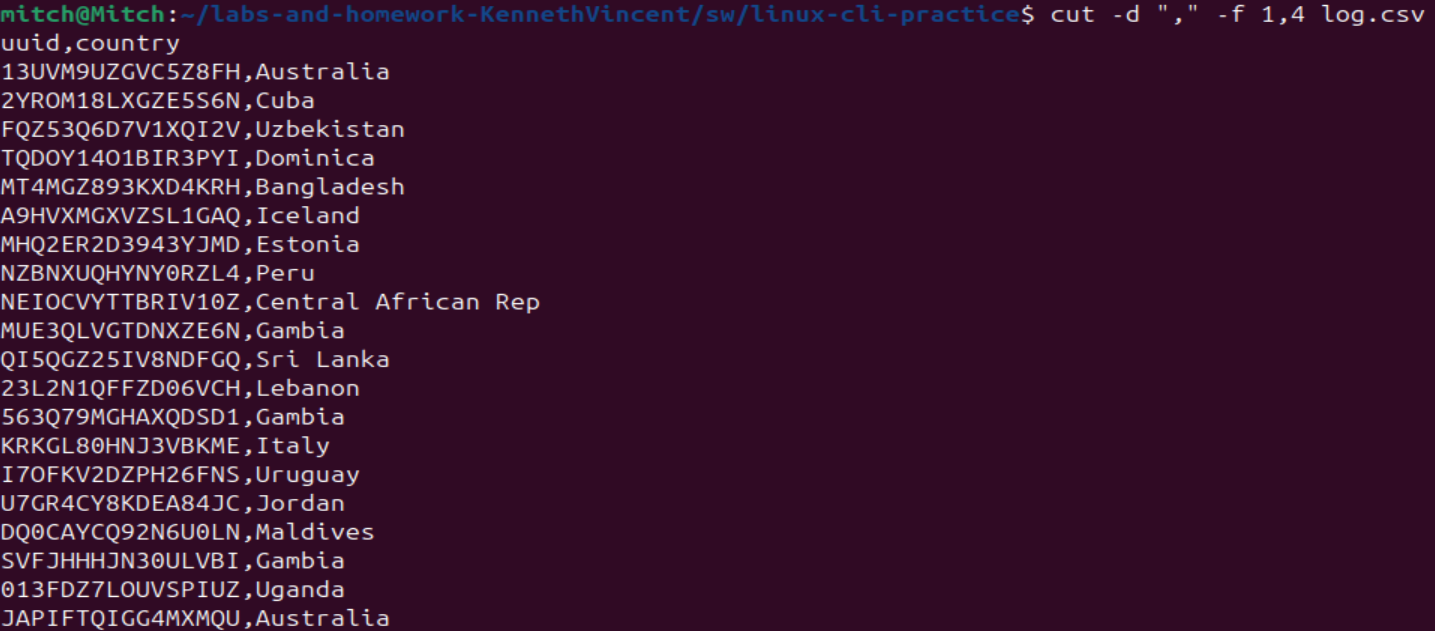 mitch@Mitch:~/labs-and-homework-KennethVincent/sw/linux-cli-practice$ cut -d "," -f 1,4 log.csv
uuid,country
13UVM9UZGVC5Z8FH,Australia
2YROM18LXGZE5S6N,Cuba
FQZ53Q6D7V1XQI2V,Uzbekistan
TQDOY14O1BIR3PYI,Dominica
MT4MGZ893KXD4KRH,Bangladesh
A9HVXMGXVZSL1GAQ,Iceland
MHQ2ER2D3943YJMD,Estonia
NZBNXUQHYNY0RZL4,Peru
NEIOCVYTTBRIV10Z,Central African Rep
MUE3QLVGTDNXZE6N,Gambia
QI5QGZ25IV8NDFGQ,Sri Lanka
23L2N1QFFZD06VCH,Lebanon
563Q79MGHAXQDSD1,Gambia
KRKGL80HNJ3VBKME,Italy
I7OFKV2DZPH26FNS,Uruguay
U7GR4CY8KDEA84JC,Jordan
DQ0CAYCQ92N6U0LN,Maldives
SVFJHHHJN30ULVBI,Gambia
013FDZ7LOUVSPIUZ,Uganda
JAPIFTQIGG4MXMQU,Australia